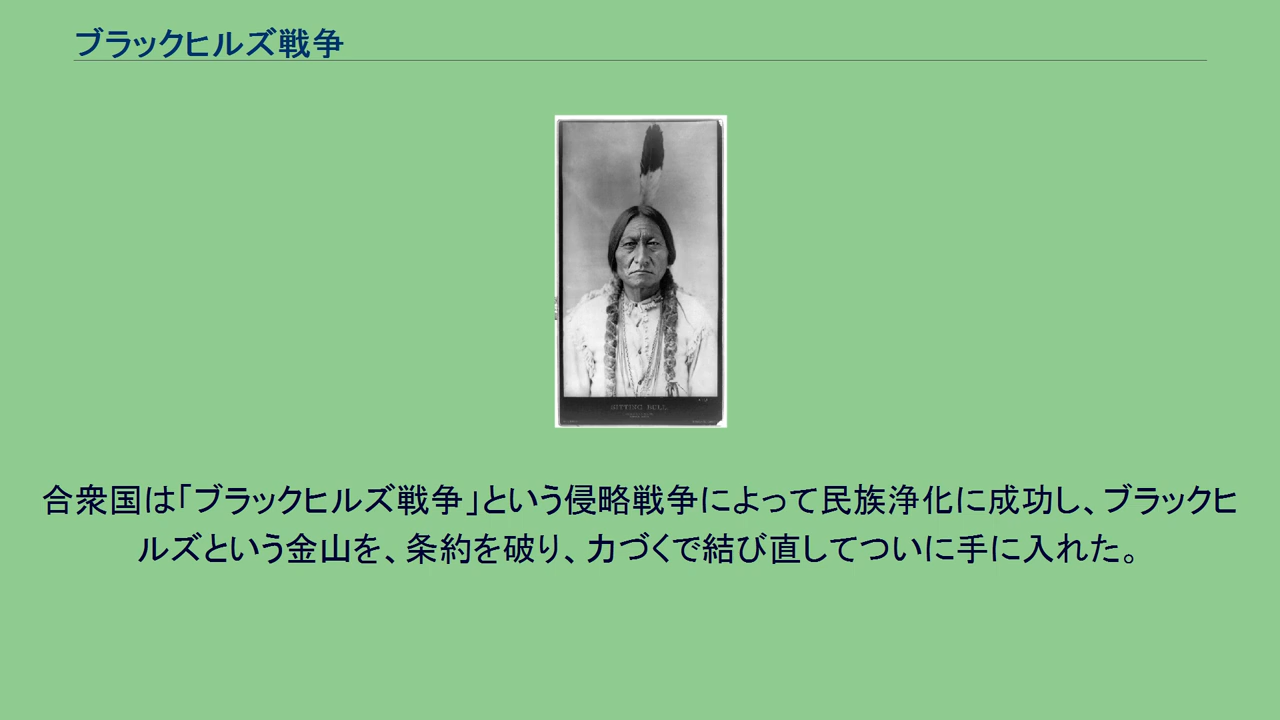 ブラックヒルズ戦争
SITTING BULL
合衆国は「ブラックヒルズ戦争」という侵略戦争によって民族浄化に成功し、ブラックヒ
ルズという金山を、条約を破り、力づくで結び直してついに手に入れた。